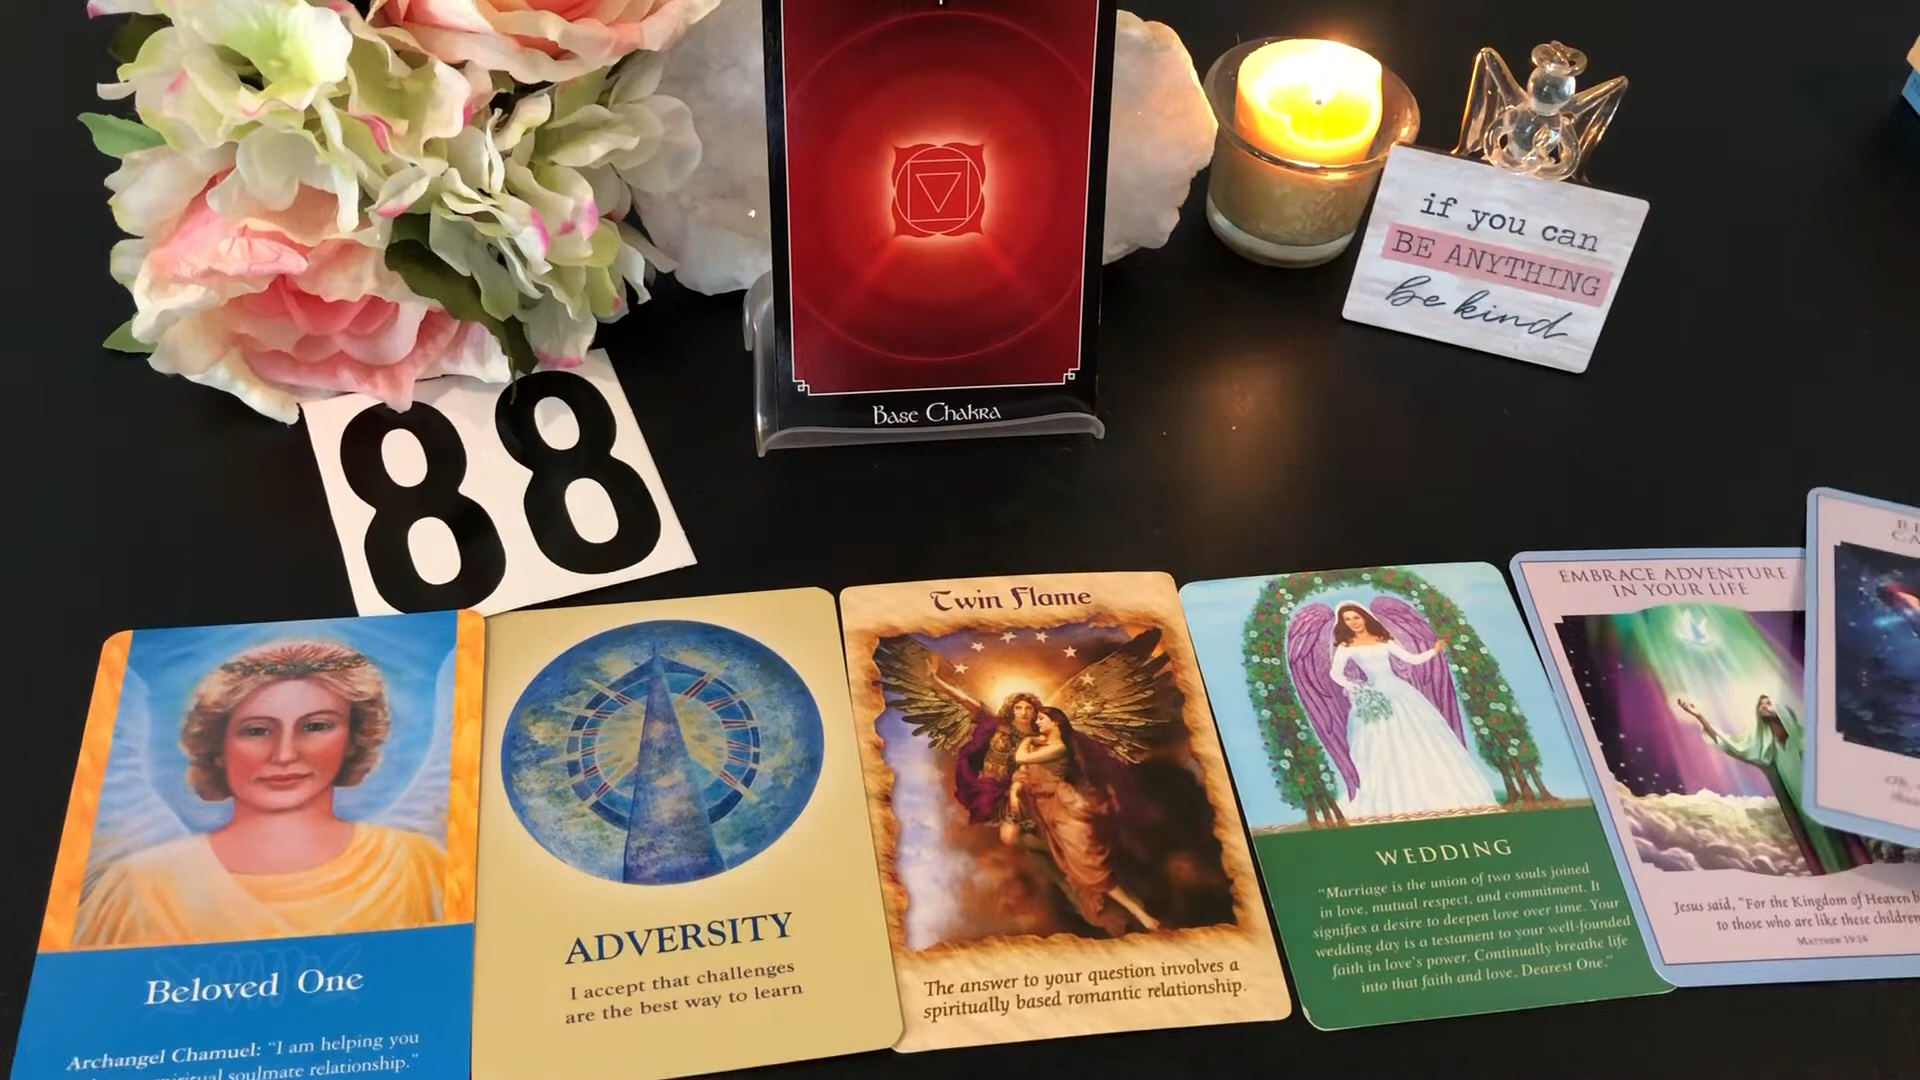 if you can
BE ANYTHING
be kind
Base Chakra
88
Beloved One
Archangel Chamuel: "I am helping you
spiritual soulmate relationship."
ADVERSITY
I accept that challenges
are the best way to learn
Twin Flame
The answer to your question involves a
spiritually based romantic relationship.
WEDDING
"Marriage is the union of two souls joined
in love, mutual respect, and commitment. It
signifies a desire to deepen love over time. Your
wedding day is a testament to your well-founded
faith in love's power. Continually breathe life
into that faith and love, Dearest One."
EMBRACE ADVENTURE
IN YOUR LIFE
Jesus said, "For the Kingdom of Heaven
to those who are like these children
MATTHEW 19:14